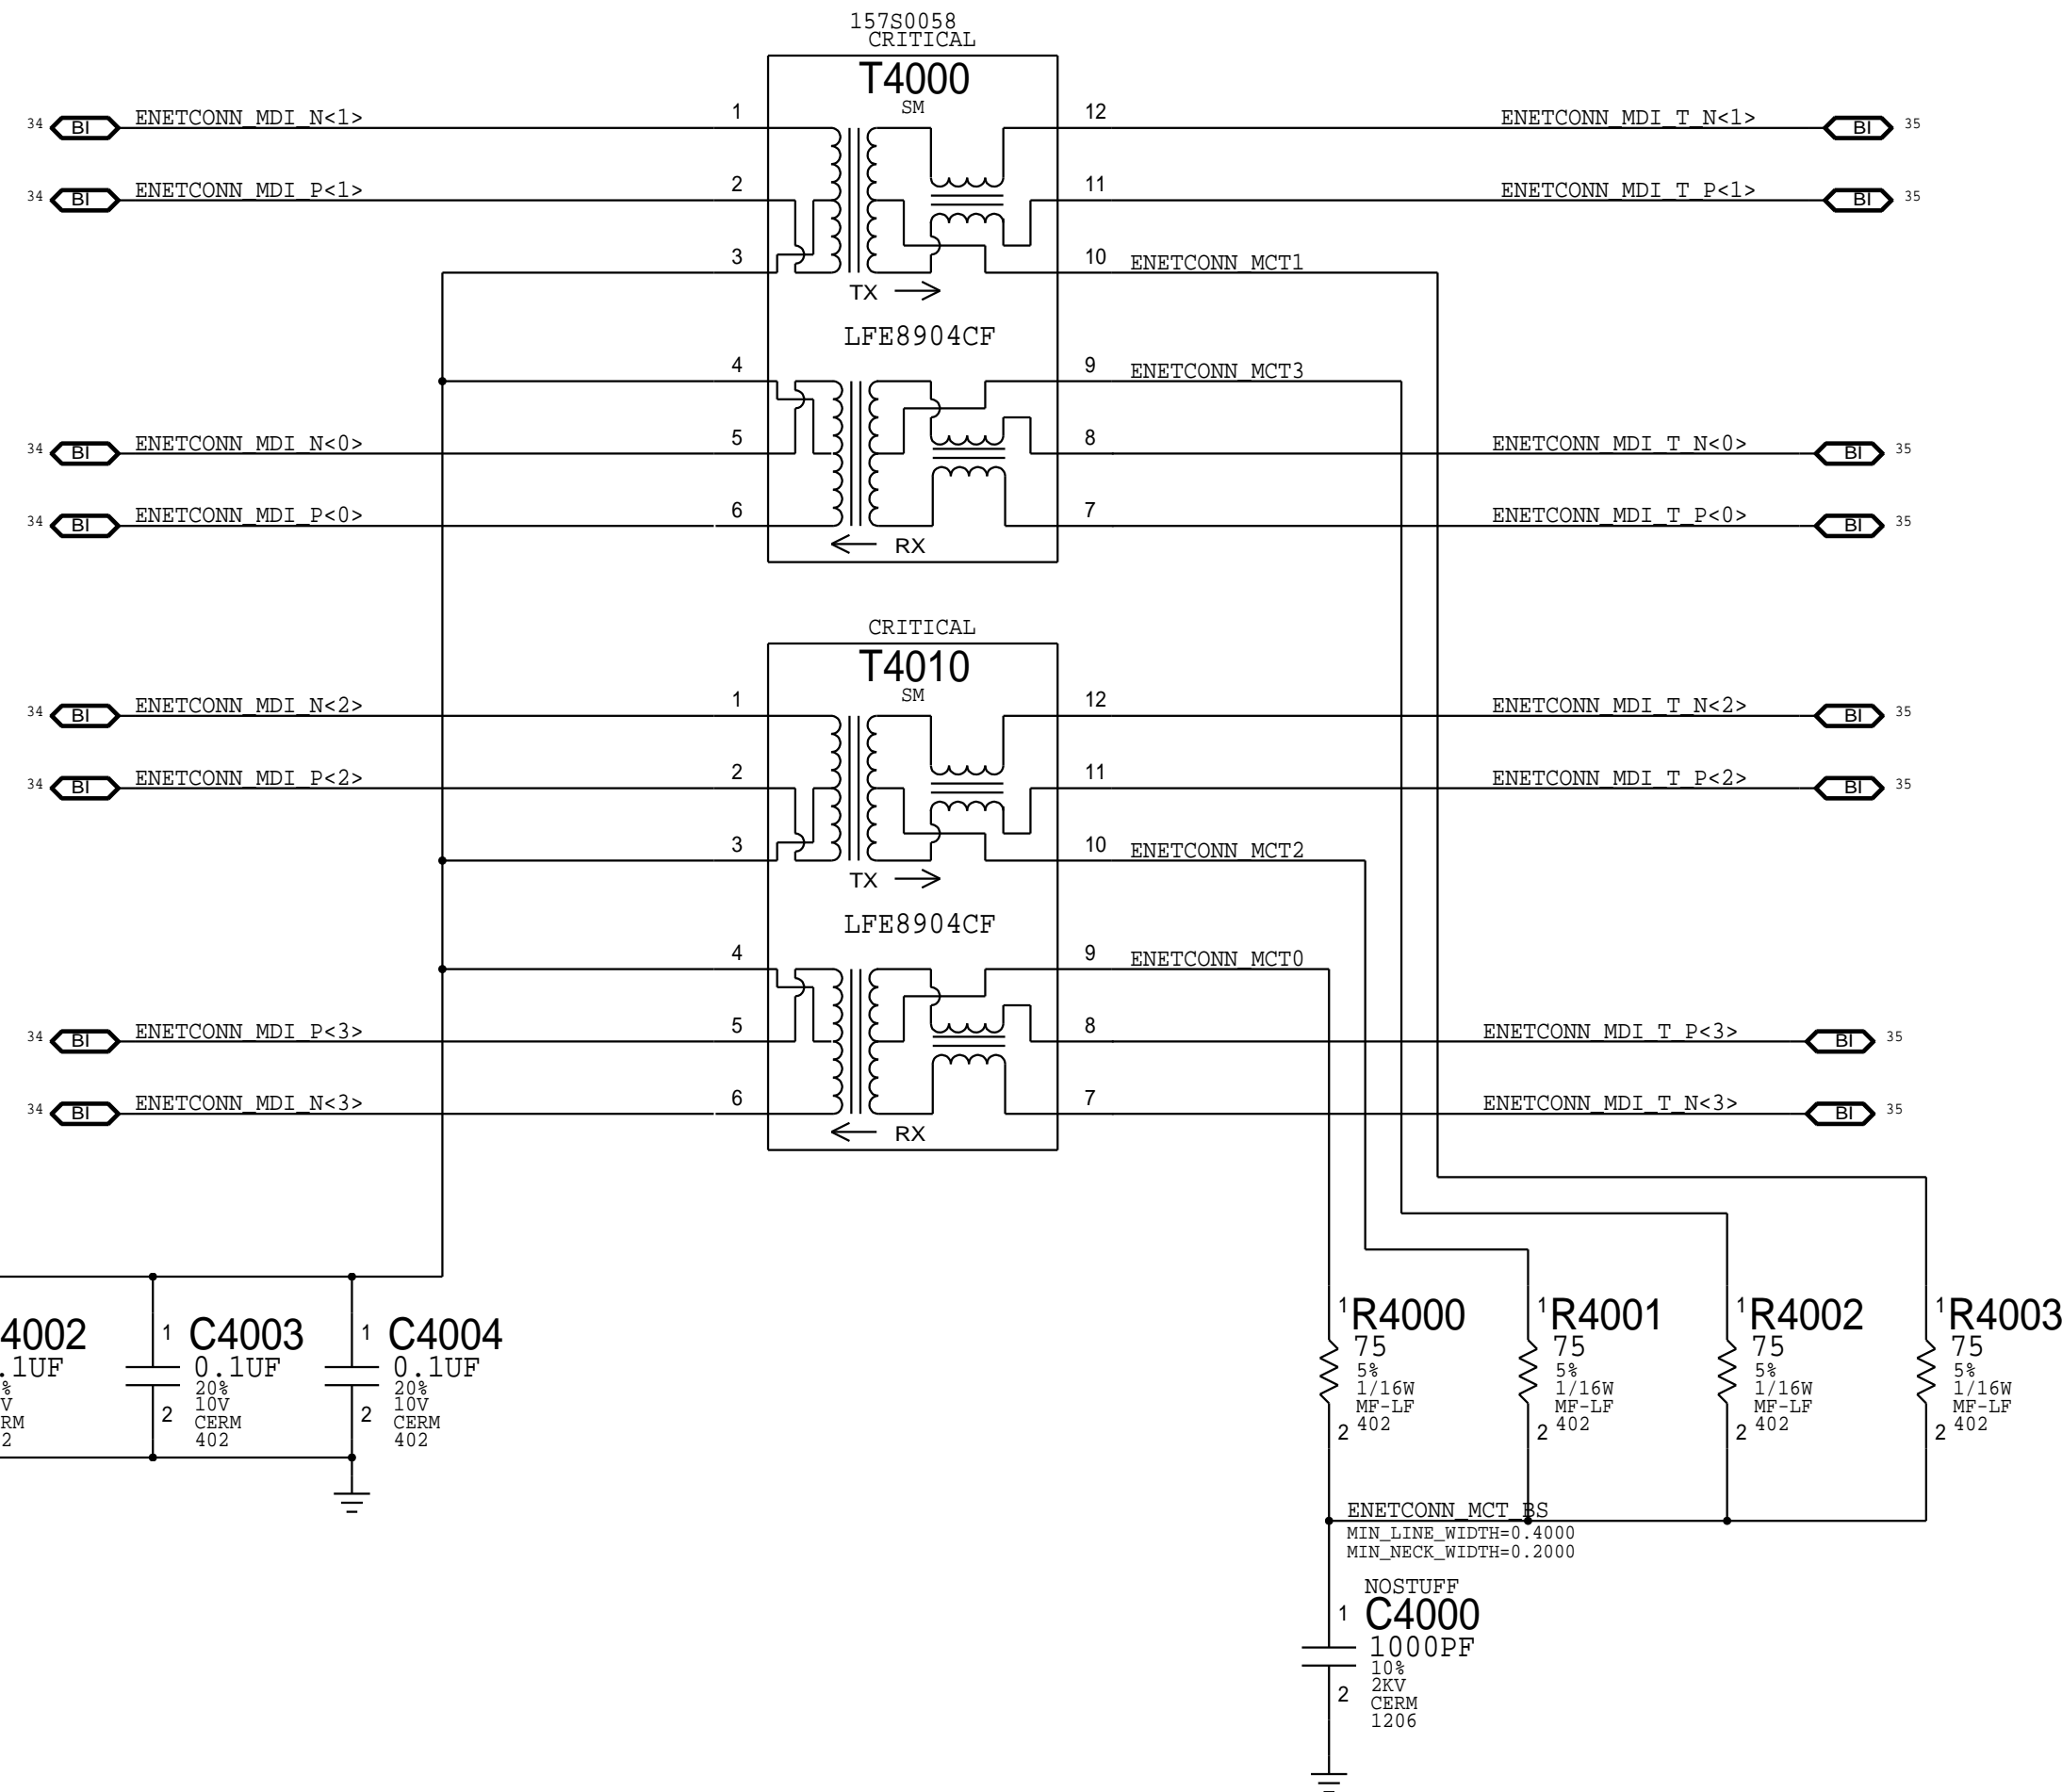 157S0058
CRITICAL
T4000
SM
34 BI ENETCONN_MDI_N<1> 1 12 ENETCONN_MDI_T_N<1> BI 35
34 BI ENETCONN_MDI_P<1> 2 11 ENETCONN_MDI_T_P<1> BI 35
3 10 ENETCONN_MCT1
TX
LFE8904CF
4 9 ENETCONN_MCT3
34 BI ENETCONN_MDI_N<0> 5 8 ENETCONN_MDI_T_N<0> BI 35
34 BI ENETCONN_MDI_P<0> 6 7 ENETCONN_MDI_T_P<0> BI 35
RX
CRITICAL
T4010
SM
34 BI ENETCONN_MDI_N<2> 1 12 ENETCONN_MDI_T_N<2> BI 35
34 BI ENETCONN_MDI_P<2> 2 11 ENETCONN_MDI_T_P<2> BI 35
3 10 ENETCONN_MCT2
TX
LFE8904CF
4 9 ENETCONN_MCT0
34 BI ENETCONN_MDI_P<3> 5 8 ENETCONN_MDI_T_P<3> BI 35
34 BI ENETCONN_MDI_N<3> 6 7 ENETCONN_MDI_T_N<3> BI 35
RX
4002
.1UF
%
V
RM
2
1 C4003
0.1UF
20%
10V
2 CERM
402
1 C4004
0.1UF
20%
10V
2 CERM
402
1 R4000
75
5%
1/16W
MF-LF
2 402
1 R4001
75
5%
1/16W
MF-LF
2 402
1 R4002
75
5%
1/16W
MF-LF
2 402
1 R4003
75
5%
1/16W
MF-LF
2 402
ENETCONN_MCT_BS
MIN_LINE_WIDTH=0.4000
MIN_NECK_WIDTH=0.2000
NOSTUFF
1 C4000
1000PF
10%
2 2KV
CERM
1206